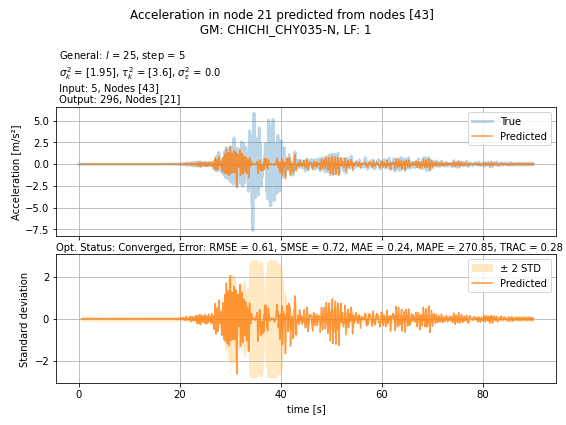 Acceleration in node 21 predicted from nodes [43]
GM: CHICHI_CHY035-N, LF: 1
General: l = 25, step = 5
σ²ₖ = [1.95], τ²ₖ = [3.6], σ²ε = 0.0
Input: 5, Nodes [43]
Output: 296, Nodes [21]
Acceleration [m/s²]
5.0
2.5
0.0
−2.5
−5.0
−7.5
True
Predicted
Opt. Status: Converged, Error: RMSE = 0.61, SMSE = 0.72, MAE = 0.24, MAPE = 270.85, TRAC = 0.28
Standard deviation
2
0
−2
± 2 STD
Predicted
0
20
40
60
80
time [s]